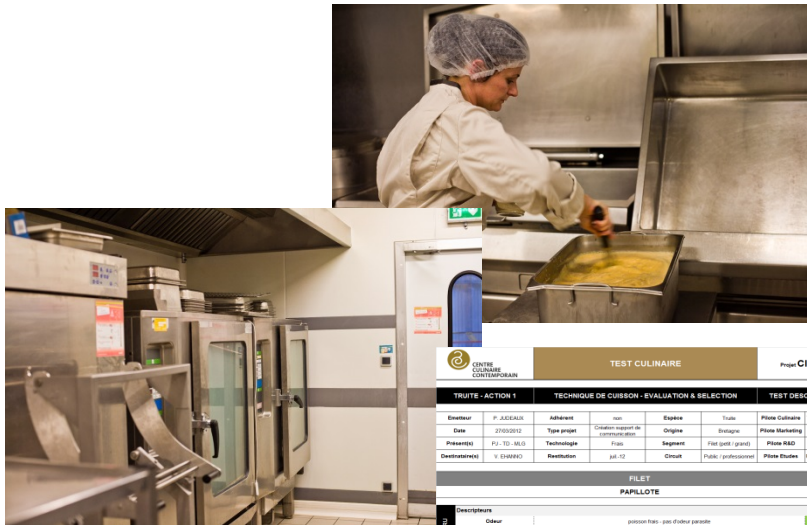 CENTRE
CULINAIRE
CONTEMPORAIN
TEST CULINAIRE
Projet
TRUITE - ACTION 1 TECHNIQUE DE CUISSON - EVALUATION & SELECTION TEST DESC
Emetteur P. JUDEAUX Adhérent non Espèce Truite Pilote Culinaire
Date 27/03/2012 Type projet Création support de communication Origine Bretagne Pilote Marketing
Présent(s) PJ - TD - MLG Technologie Frais Segment Filet (petit / grand) Pilote R&D
Destinataire(s) V. EHANNO Restitution juil.-12 Circuit Public / professionnel Pilote Etudes
FILET
PAPILLOTE
Descripteurs
Odeur poisson frais - pas d'odeur parasite